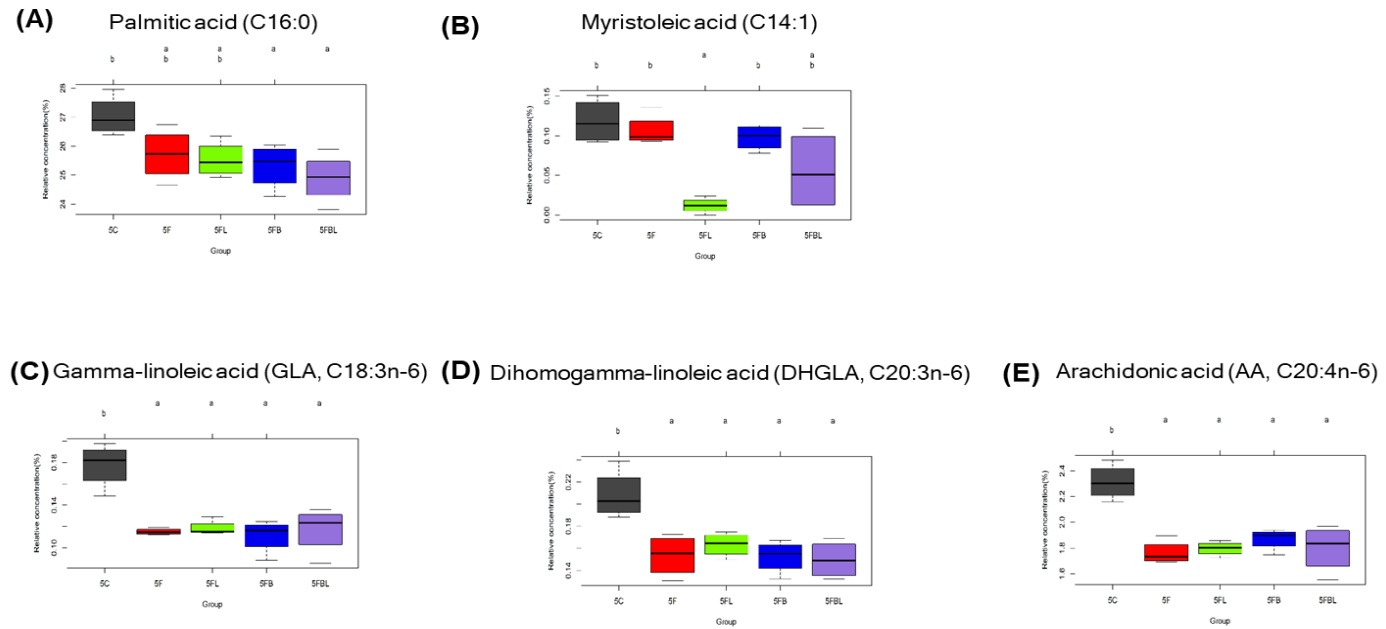 (A) Palmitic acid (C16:0)
a a a a
b b b
Relative concentration(%)
28
27
26
25
24
5C 5F 5FL 5FB 5FBL
Group
(B) Myristoleic acid (C14:1)
a a
b b b b
Relative concentration(%)
0.15
0.10
0.05
0.00
5C 5F 5FL 5FB 5FBL
Group
(C) Gamma-linoleic acid (GLA, C18:3n-6)
a a a a
b
Relative concentration(%)
0.18
0.14
0.10
5C 5F 5FL 5FB 5FBL
Group
(D) Dihomogamma-linoleic acid (DHGLA, C20:3n-6)
a a a a
b
Relative concentration(%)
0.22
0.18
0.14
5C 5F 5FL 5FB 5FBL
Group
(E) Arachidonic acid (AA, C20:4n-6)
a a a a
b
Relative concentration(%)
2.4
2.2
2.0
1.8
1.6
5C 5F 5FL 5FB 5FBL
Group